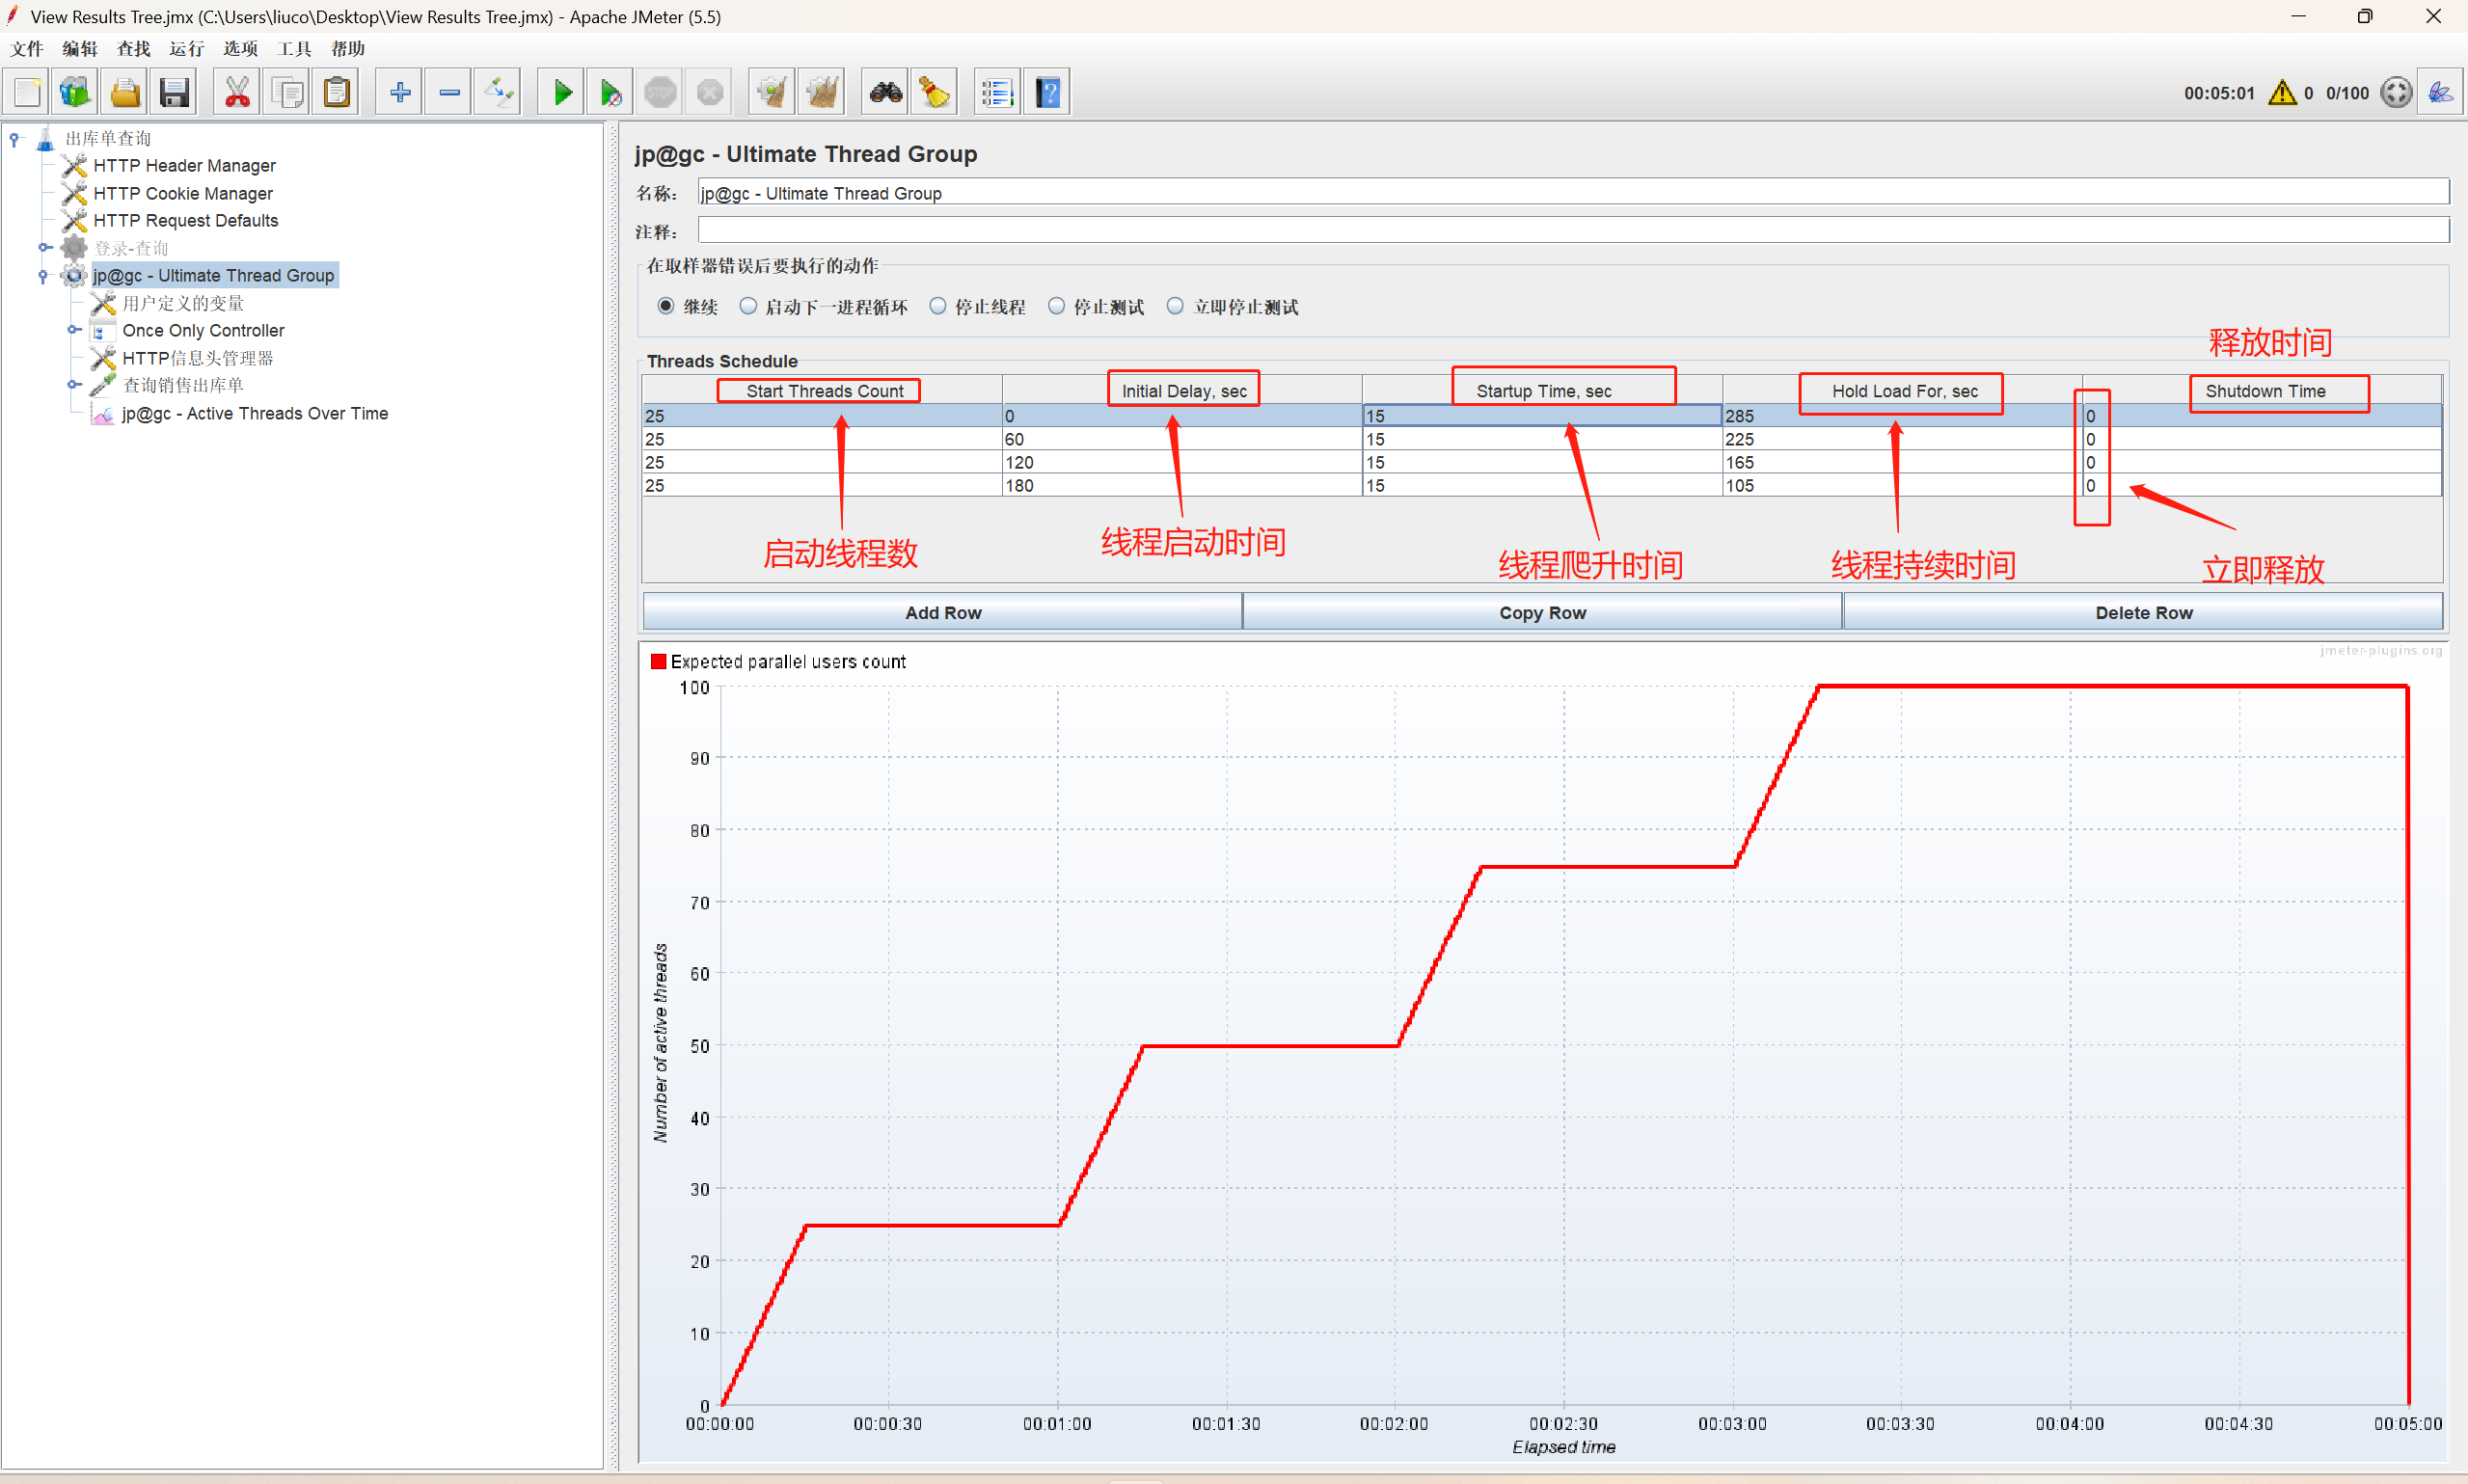 View Results Tree.jmx (C:\Users\liuco\Desktop\View Results Tree.jmx) - Apache JMeter (5.5)
文件 编辑 查找 运行 选项 工具 帮助
STOP
00:05:01 0 0/100
出库单查询
HTTP Header Manager
HTTP Cookie Manager
HTTP Request Defaults
登录-查询
jp@gc - Ultimate Thread Group
用户定义的变量
Once Only Controller
HTTP信息头管理器
查询销售出库单
jp@gc - Active Threads Over Time
jp@gc - Ultimate Thread Group
名称: jp@gc - Ultimate Thread Group
注释:
在取样器错误后要执行的动作
继续 启动下一进程循环 停止线程 停止测试 立即停止测试
释放时间
Threads Schedule
Start Threads Count Initial Delay, sec Startup Time, sec Hold Load For, sec Shutdown Time
25 0 15 285 0
25 60 15 225 0
25 120 15 165 0
25 180 15 105 0
启动线程数 线程启动时间 线程爬升时间 线程持续时间 立即释放
Add Row Copy Row Delete Row
Expected parallel users count
jmeter-plugins.org
100
90
80
70
60
50
40
30
20
10
0
Number of active threads
00:00:00 00:00:30 00:01:00 00:01:30 00:02:00 00:02:30 00:03:00 00:03:30 00:04:00 00:04:30 00:05:00
Elapsed time